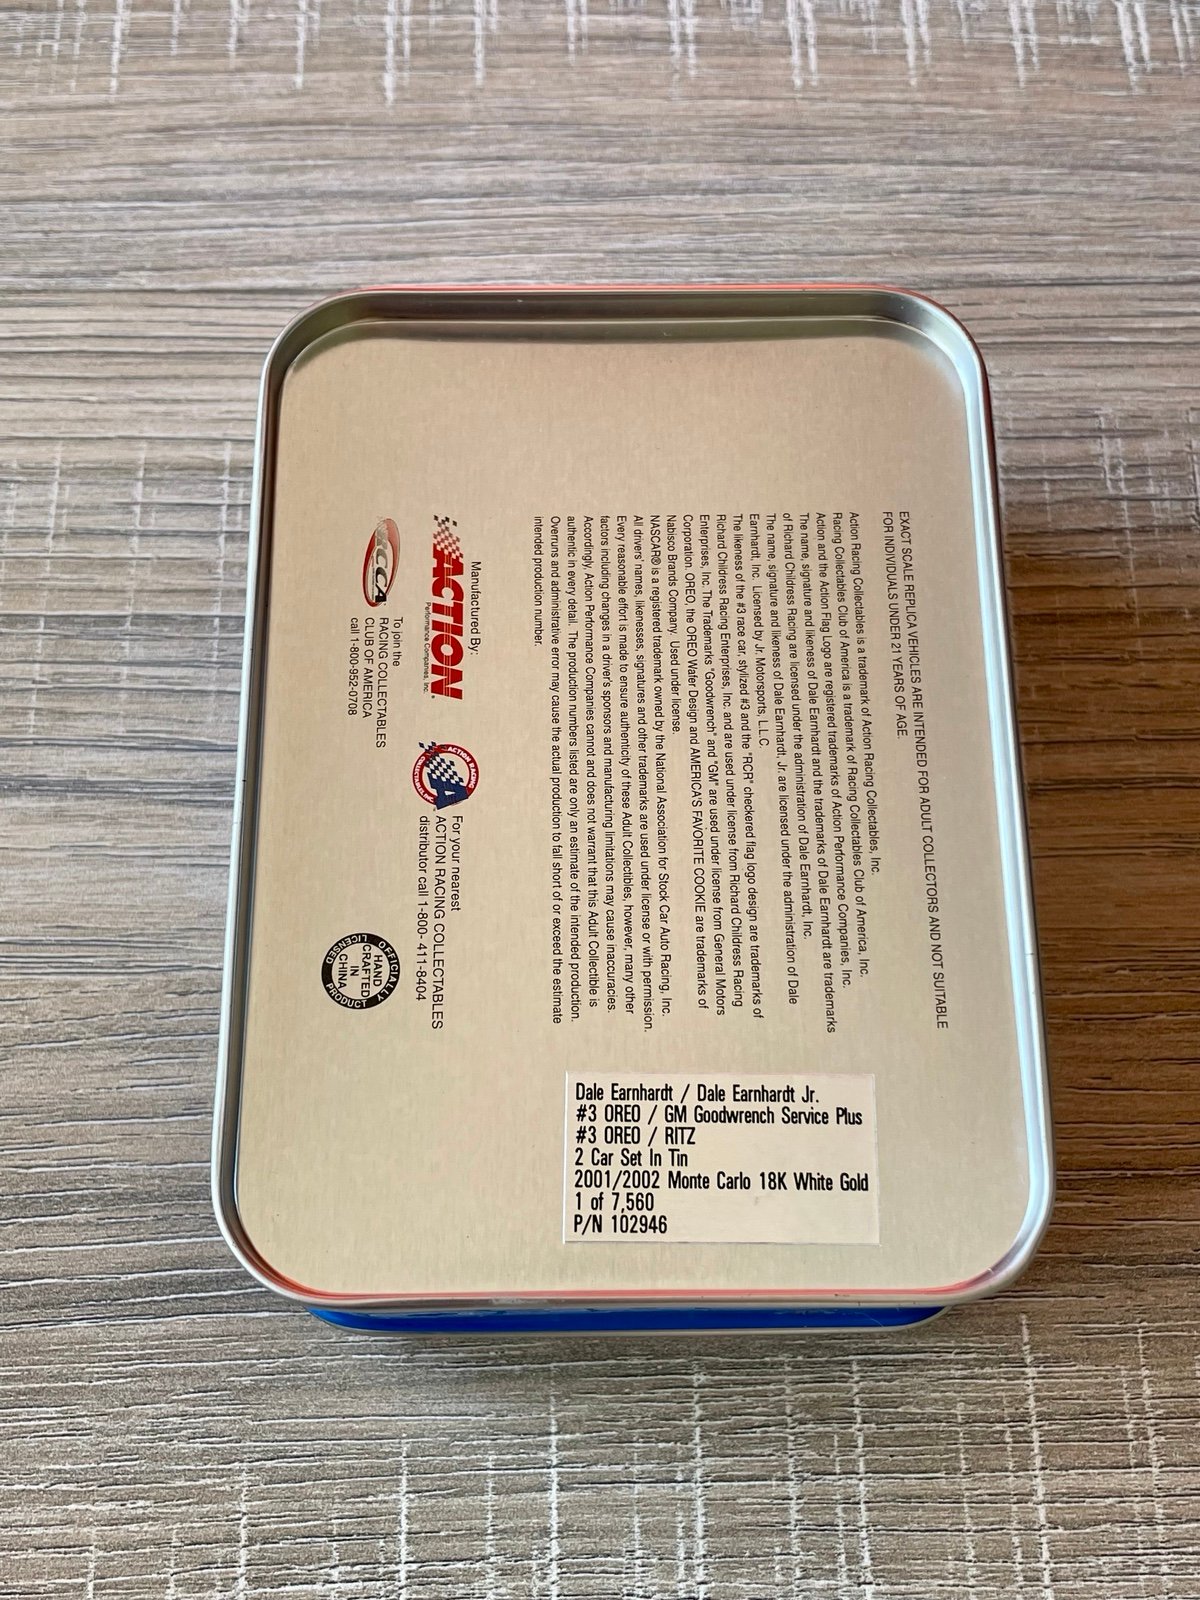 EXACT SCALE REPLICA VEHICLES ARE INTENDED FOR ADULT COLLECTORS AND NOT SUITABLE
FOR INDIVIDUALS UNDER 21 YEARS OF AGE.
Action Racing Collectables is a trademark of Action Racing Collectables, Inc.
Racing Collectables Club of America is a trademark of Racing Collectables Club of America, Inc.
Action and the Action Flag Logo are registered trademarks of Action Performance Companies, Inc.
The name, signature and likeness of Dale Earnhardt and the trademarks of Dale Earnhardt are trademarks
of Richard Childress Racing are licensed under the administration of Dale Earnhardt, Inc.
The name, signature and likeness of Dale Earnhardt, Jr. are licensed under the administration of Dale
Earnhardt, Inc. Licensed by Jr. Motorsports, L.L.C.
The likeness of the #3 race car, stylized #3 and the "RCR" checkered flag logo design are trademarks of
Richard Childress Racing Enterprises, Inc. and are used under license from Richard Childress Racing
Enterprises, Inc. The Trademarks "Goodwrench" and "GM" are used under license from General Motors
Corporation. OREO, the OREO Wafer Design and AMERICA'S FAVORITE COOKIE are trademarks of
Nabisco Brands Company. Used under license.
NASCAR® is a registered trademark owned by the National Association for Stock Car Auto Racing, Inc.
All drivers' names, likenesses, signatures and other trademarks are used under license or with permission.
Every reasonable effort is made to ensure authenticity of these Adult Collectibles, however, many other
factors including changes in a driver's sponsors and manufacturing limitations may cause inaccuracies.
Accordingly, Action Performance Companies cannot and does not warrant that this Adult Collectible is
authentic in every detail. The production numbers listed are only an estimate of the intended production.
Overruns and administrative error may cause the actual production to fall short of or exceed the estimate
intended production number.
Manufactured By:
ACTION
Performance Companies, Inc.
ACTION RACING
COLLECTABLES, INC.
A
For your nearest
ACTION RACING COLLECTABLES
distributor call 1-800- 411-8404
RCCA
To join the
RACING COLLECTABLES
CLUB OF AMERICA
call 1-800-952-0708
OFFICIALLY
LICENSED
PRODUCT
HAND
CRAFTED
IN
CHINA
Dale Earnhardt / Dale Earnhardt Jr.
#3 OREO / GM Goodwrench Service Plus
#3 OREO / RITZ
2 Car Set In Tin
2001/2002 Monte Carlo 18K White Gold
1 of 7,560
P/N 102946